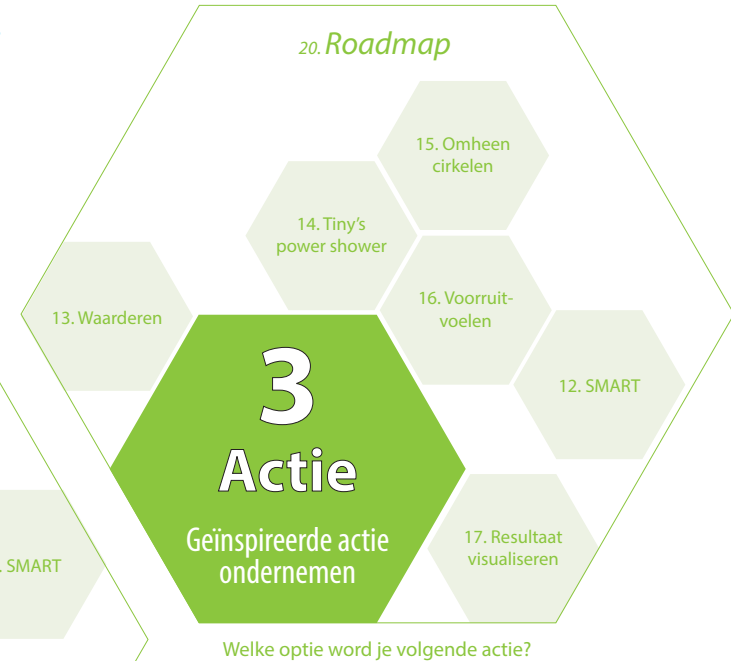 20. Roadmap
15. Omheen
cirkelen
14. Tiny's
power shower
16. Voorruit-
voelen
13. Waarderen
12. SMART
3
Actie
Geïnspireerde actie
ondernemen
17. Resultaat
visualiseren
. SMART
Welke optie word je volgende actie?